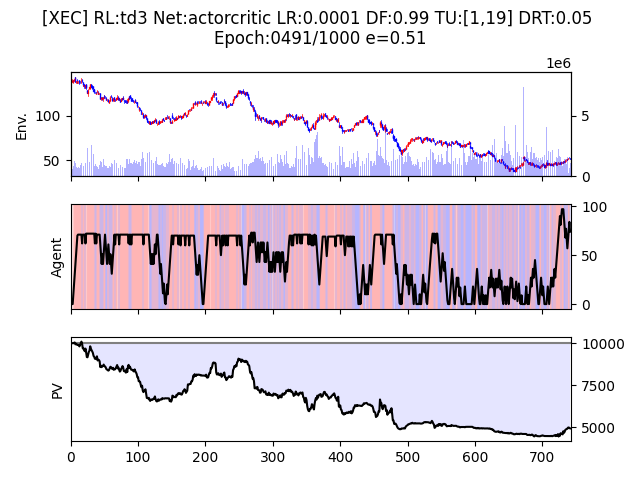 [XEC] RL:td3 Net:actorcritic LR:0.0001 DF:0.99 TU:[1,19] DRT:0.05
Epoch:0491/1000 e=0.51
1e6
Env.
100
50
5
0
Agent
100
50
0
PV
10000
7500
5000
0 100 200 300 400 500 600 700